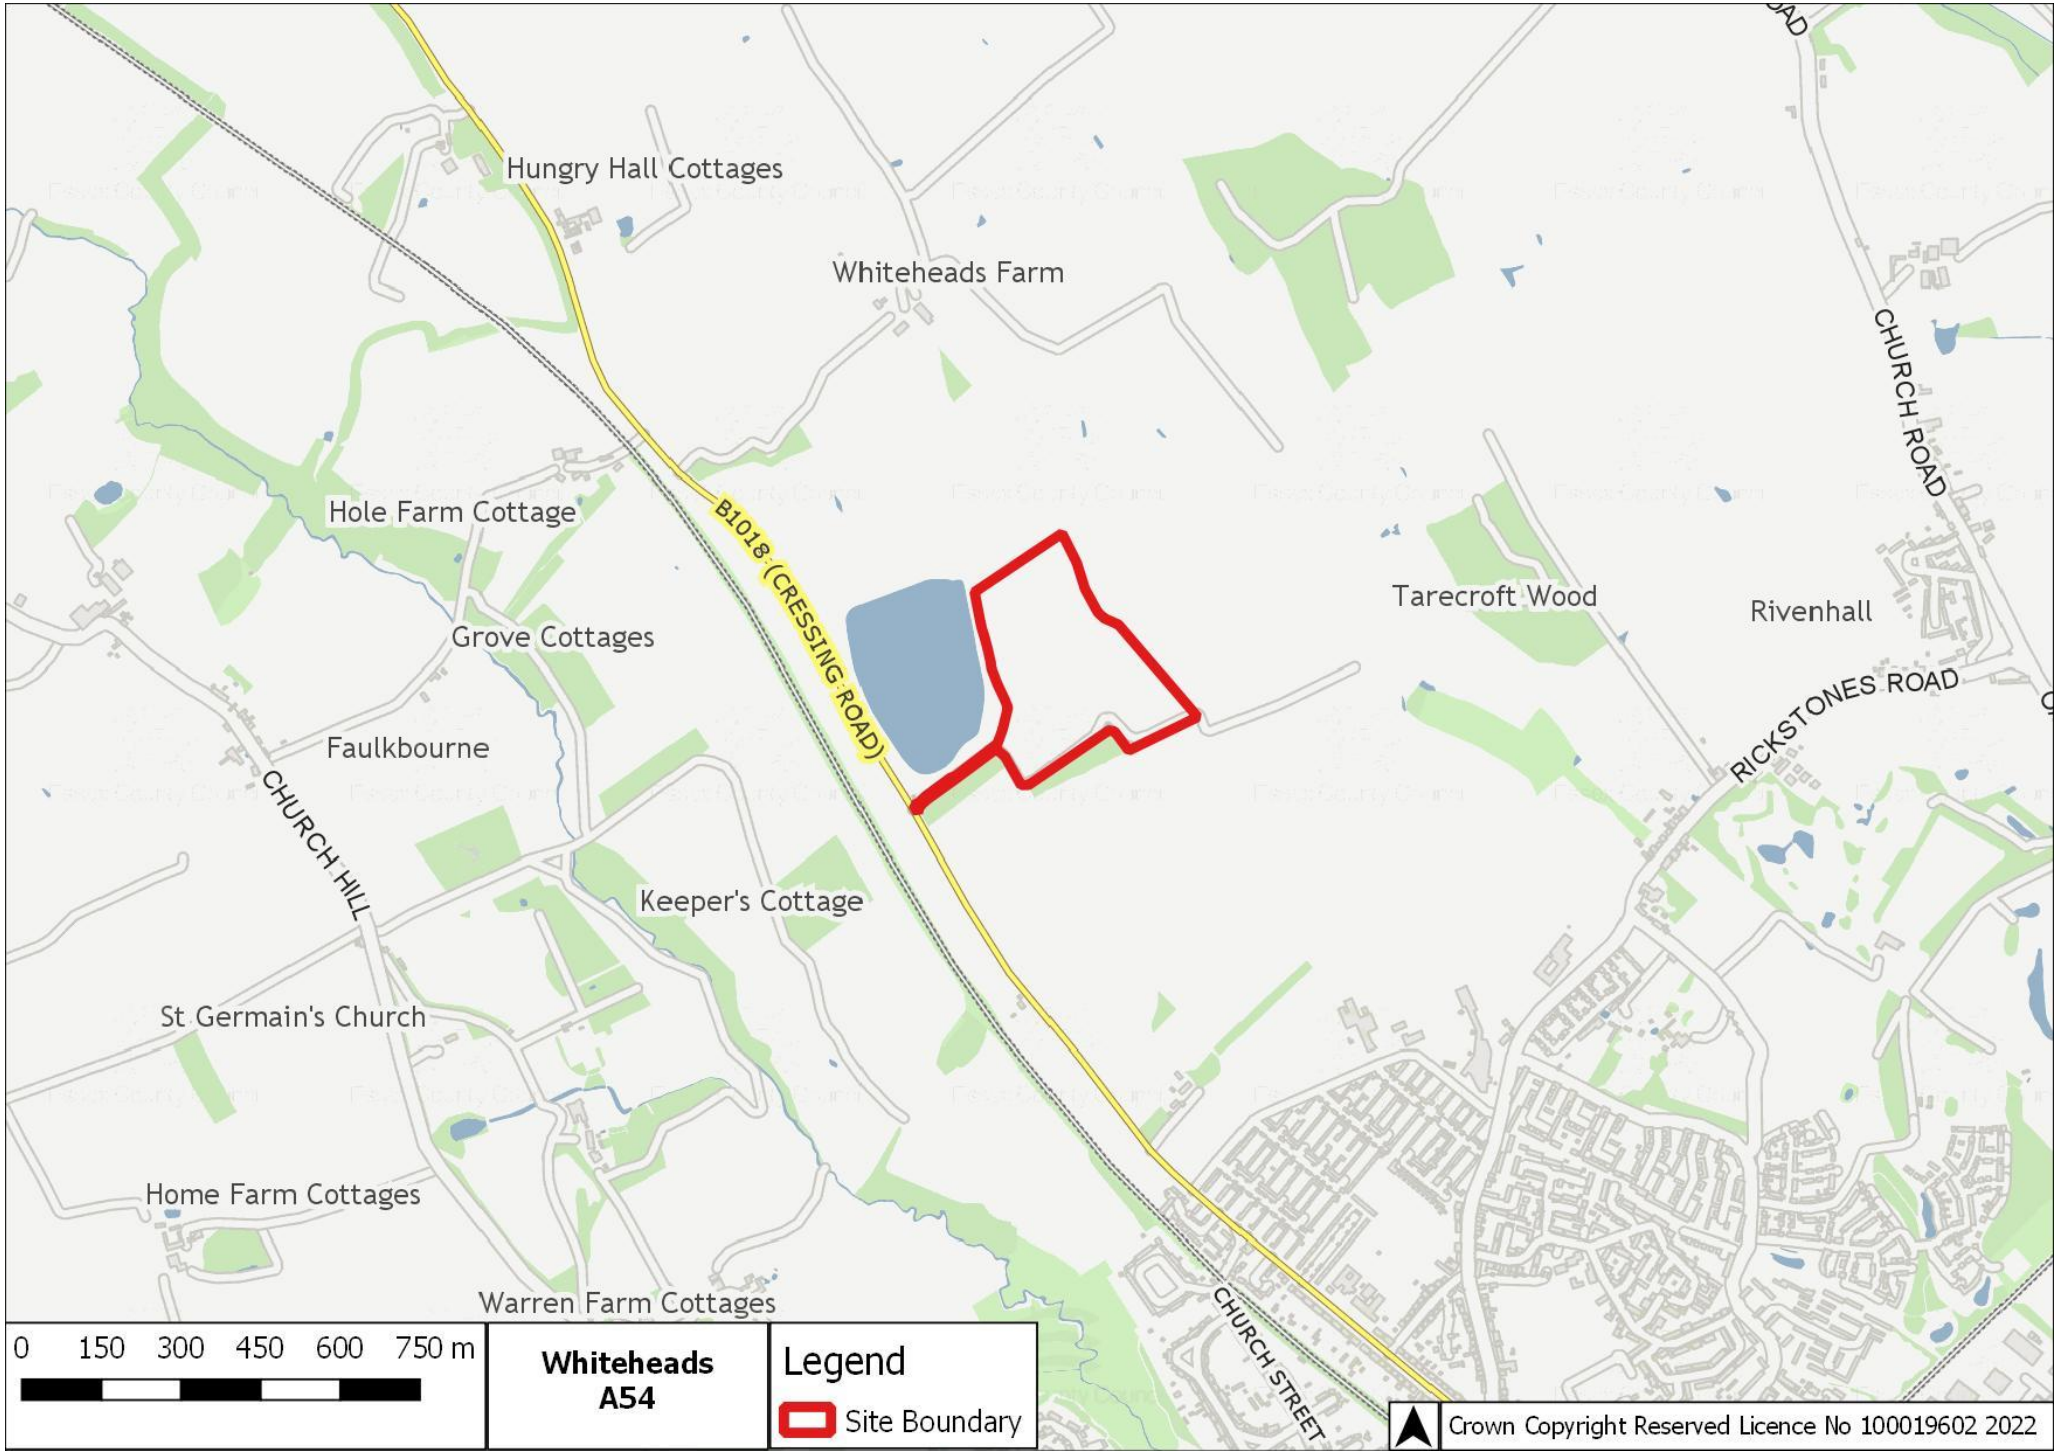 OAD
Hungry Hall Cottages
Whiteheads Farm
CHURCH ROAD
Hole Farm Cottage
B1018 (CRESSING ROAD)
Tarecroft Wood
Rivenhall
Grove Cottages
RICKSTONES ROAD
Faulkbourne
CHURCH HILL
Keeper's Cottage
St Germain's Church
Home Farm Cottages
Warren Farm Cottages
CHURCH STREET
0 150 300 450 600 750 m
Whiteheads
A54
Legend
Site Boundary
Crown Copyright Reserved Licence No 100019602 2022